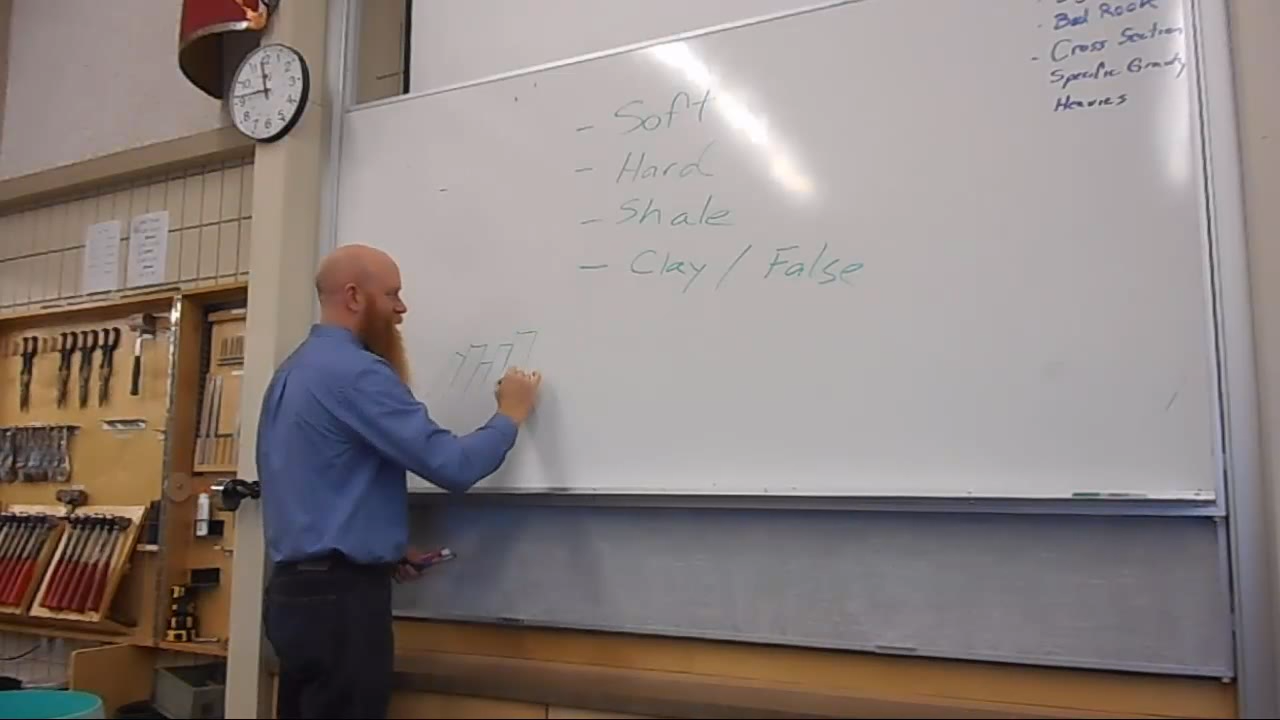 - Bed Rock
- Cross Section
Specific Gravity
Heavies
- Soft
- Hard
- Shale
- Clay / False